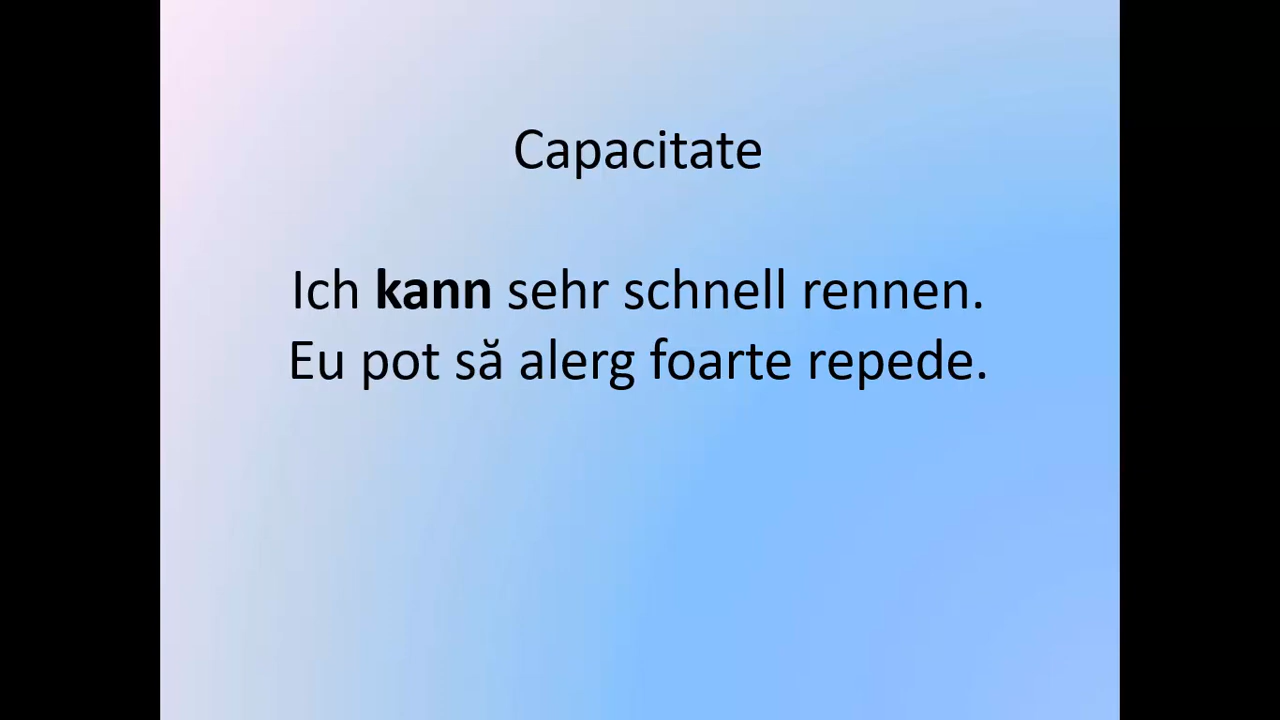 Capacitate
Ich kann sehr schnell rennen.
Eu pot să alerg foarte repede.